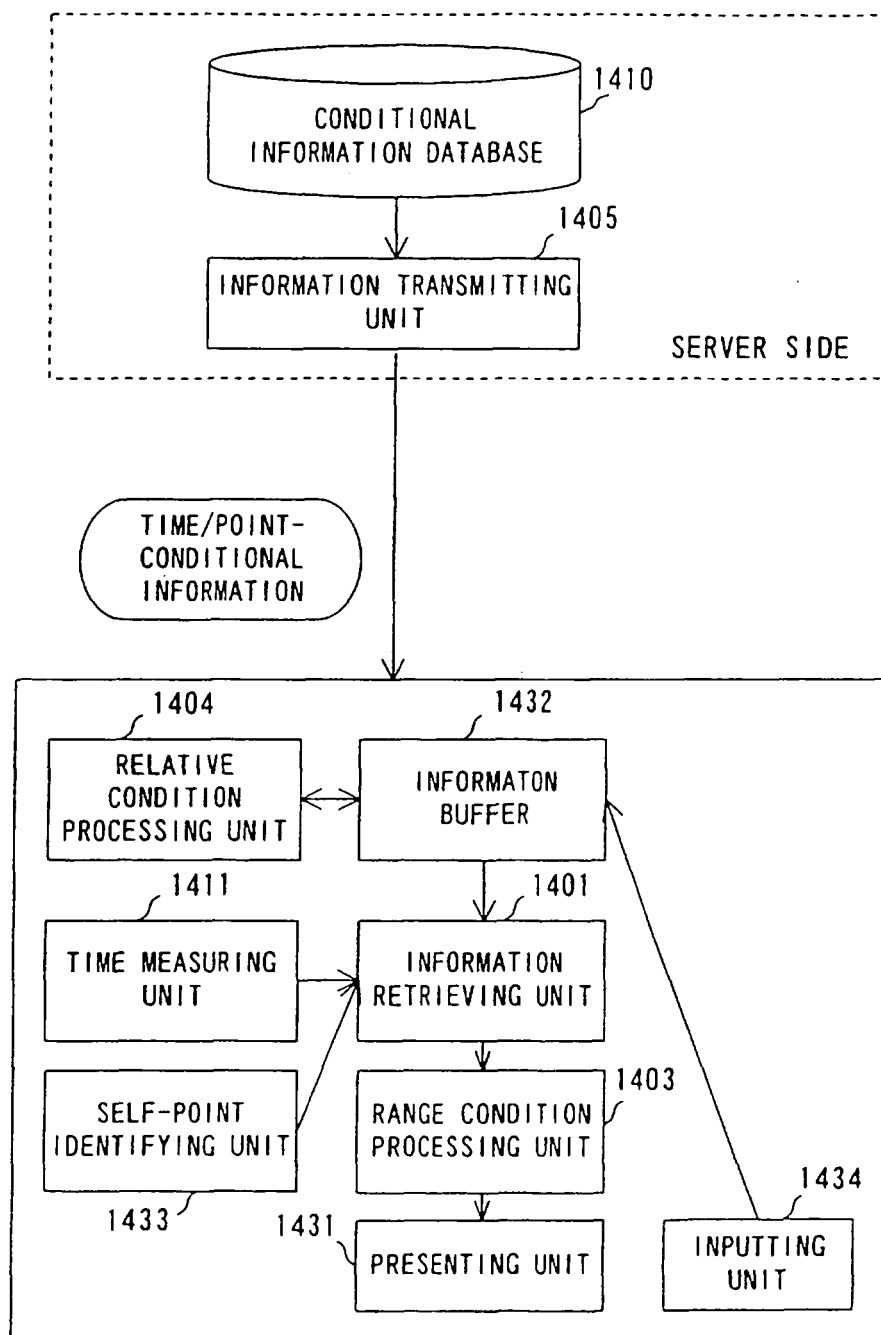 1410
CONDITIONAL
INFORMATION DATABASE
1405
INFORMATION TRANSMITTING
UNIT
SERVER SIDE
TIME/POINT-
CONDITIONAL
INFORMATION
1404
1432
RELATIVE
CONDITION
PROCESSING UNIT
INFORMATON
BUFFER
1411
1401
TIME MEASURING
UNIT
INFORMATION
RETRIEVING UNIT
1403
SELF-POINT
IDENTIFYING UNIT
RANGE CONDITION
PROCESSING UNIT
1433
1431
1434
PRESENTING UNIT
INPUTTING
UNIT